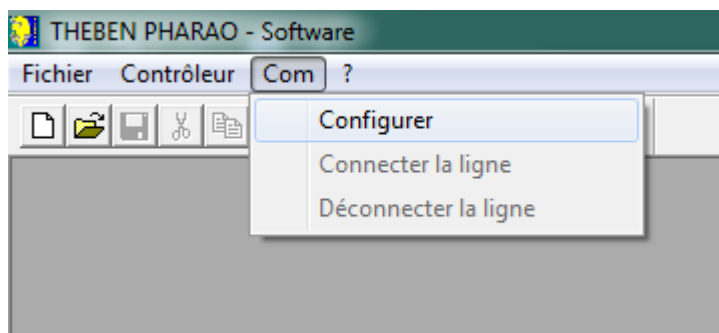 THEBEN PHARAO - Software
Fichier Contrôleur Com ?
Configurer
Connecter la ligne
Déconnecter la ligne